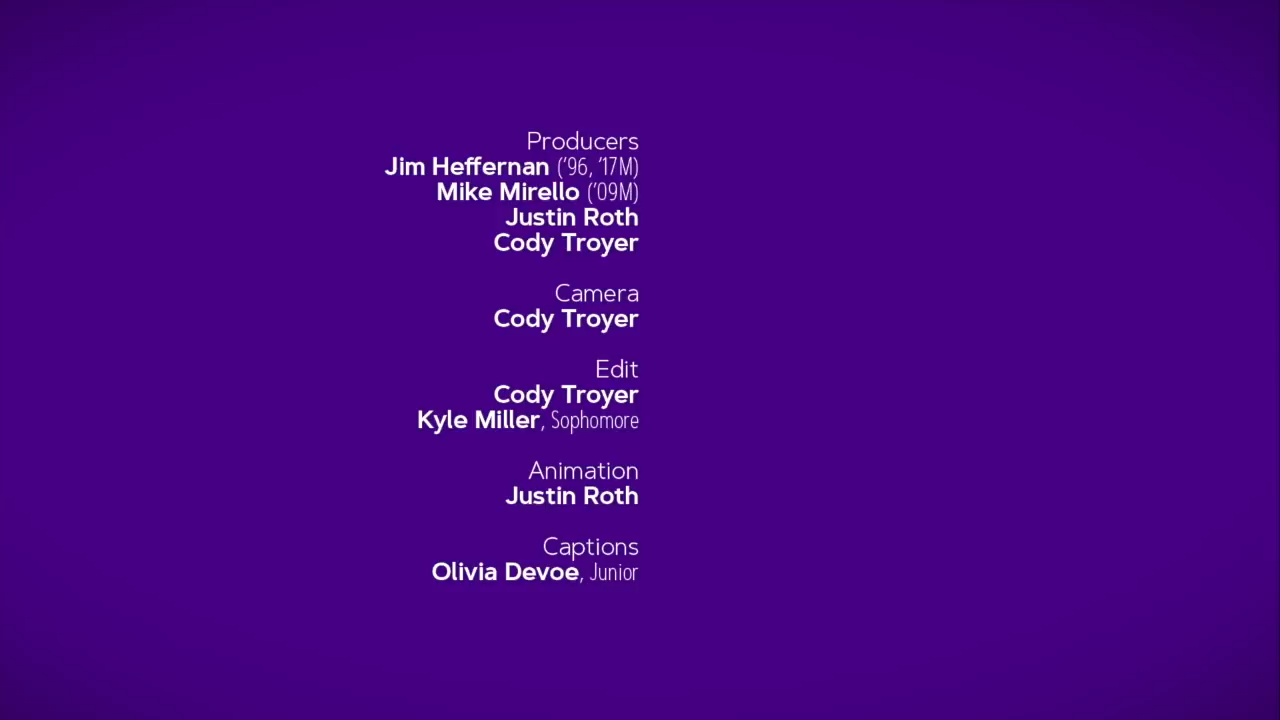 Producers
Jim Heffernan (’96, ’17M)
Mike Mirello (’09M)
Justin Roth
Cody Troyer
Camera
Cody Troyer
Edit
Cody Troyer
Kyle Miller, Sophomore
Animation
Justin Roth
Captions
Olivia Devoe, Junior